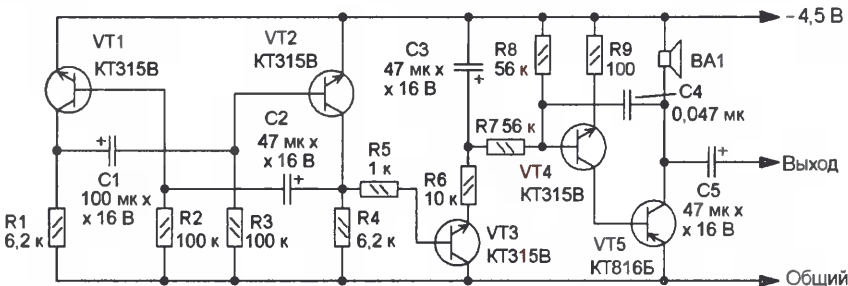 VT1
КТ315В
VT2
КТ315В
C3
47 мк х
х 16 В
R8
56 к
R9
100
BA1
– 4,5 В
C4
0,047 мк
C2
47 мк х
х 16 В
R5
1 к
R7 56 к
VT4
КТ315В
Выход
C1
100 мк х
х 16 В
R6
10 к
C5
47 мк х
х 16 В
R1
6,2 к
R2
100 к
R3
100 к
R4
6,2 к
VT3
КТ315В
VT5
КТ816Б
Общий